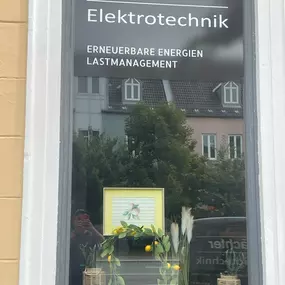 Elektrotechnik
ERNEUERBARE ENERGIEN
LASTMANAGEMENT